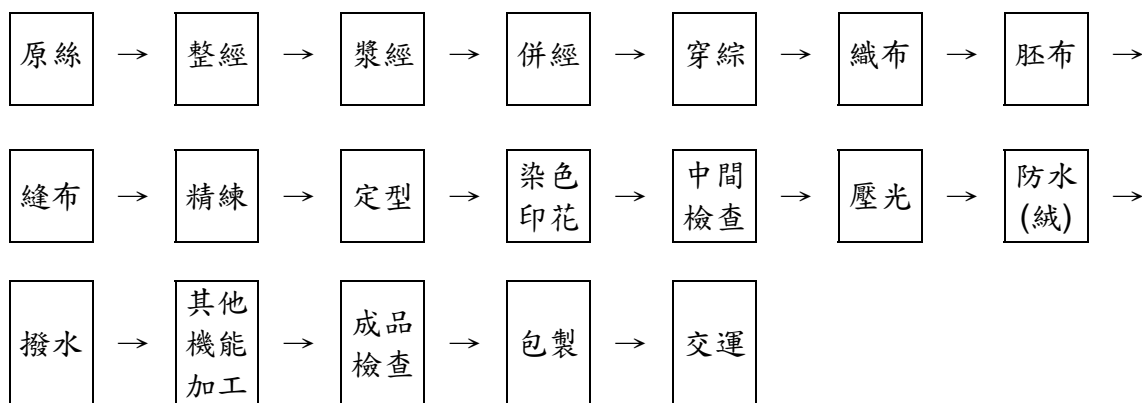 原絲 → 整經 → 漿經 → 併經 → 穿綜 → 織布 → 胚布 →
縫布 → 精練 → 定型 → 染色印花 → 中間檢查 → 壓光 → 防水(絨) →
撥水 → 其他機能加工 → 成品檢查 → 包製 → 交運